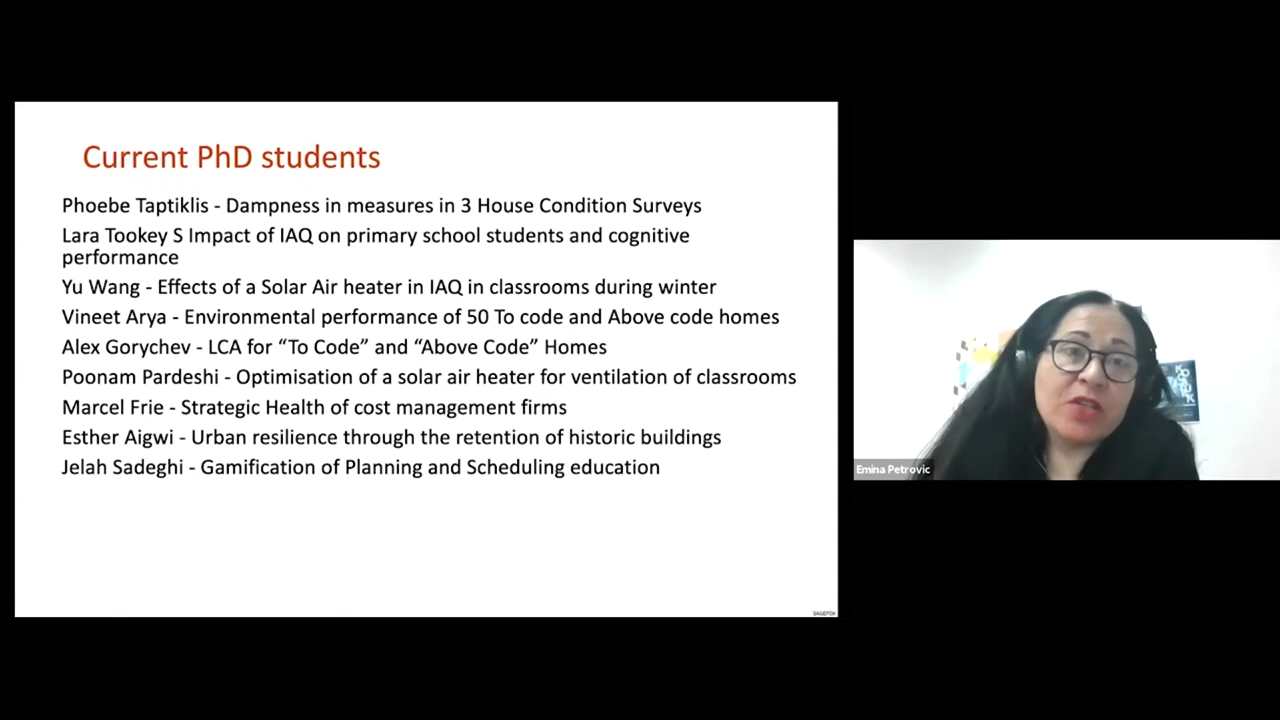 Current PhD students
Phoebe Taptiklis - Dampness in measures in 3 House Condition Surveys
Lara Tookey S Impact of IAQ on primary school students and cognitive
performance
Yu Wang - Effects of a Solar Air heater in IAQ in classrooms during winter
Vineet Arya - Environmental performance of 50 To code and Above code homes
Alex Gorychev - LCA for “To Code” and “Above Code” Homes
Poonam Pardeshi - Optimisation of a solar air heater for ventilation of classrooms
Marcel Frie - Strategic Health of cost management firms
Esther Aigwi - Urban resilience through the retention of historic buildings
Jelah Sadeghi - Gamification of Planning and Scheduling education
Emina Petrovic